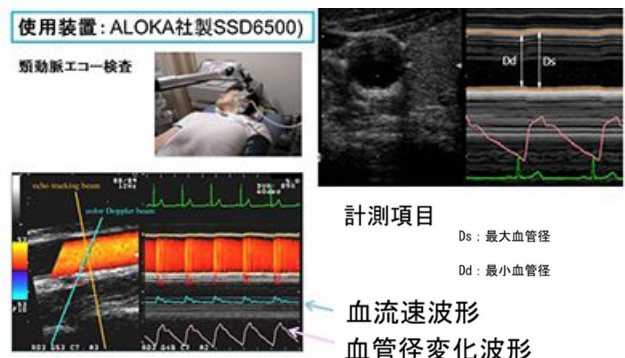 使用装置：ALOKA社製SSD6500)
頸動脈エコー検査
Dd
Ds
echo tracking beam
color Doppler beam
計測項目
Ds：最大血管径
Dd：最小血管径
血流速波形
血管径変化波形